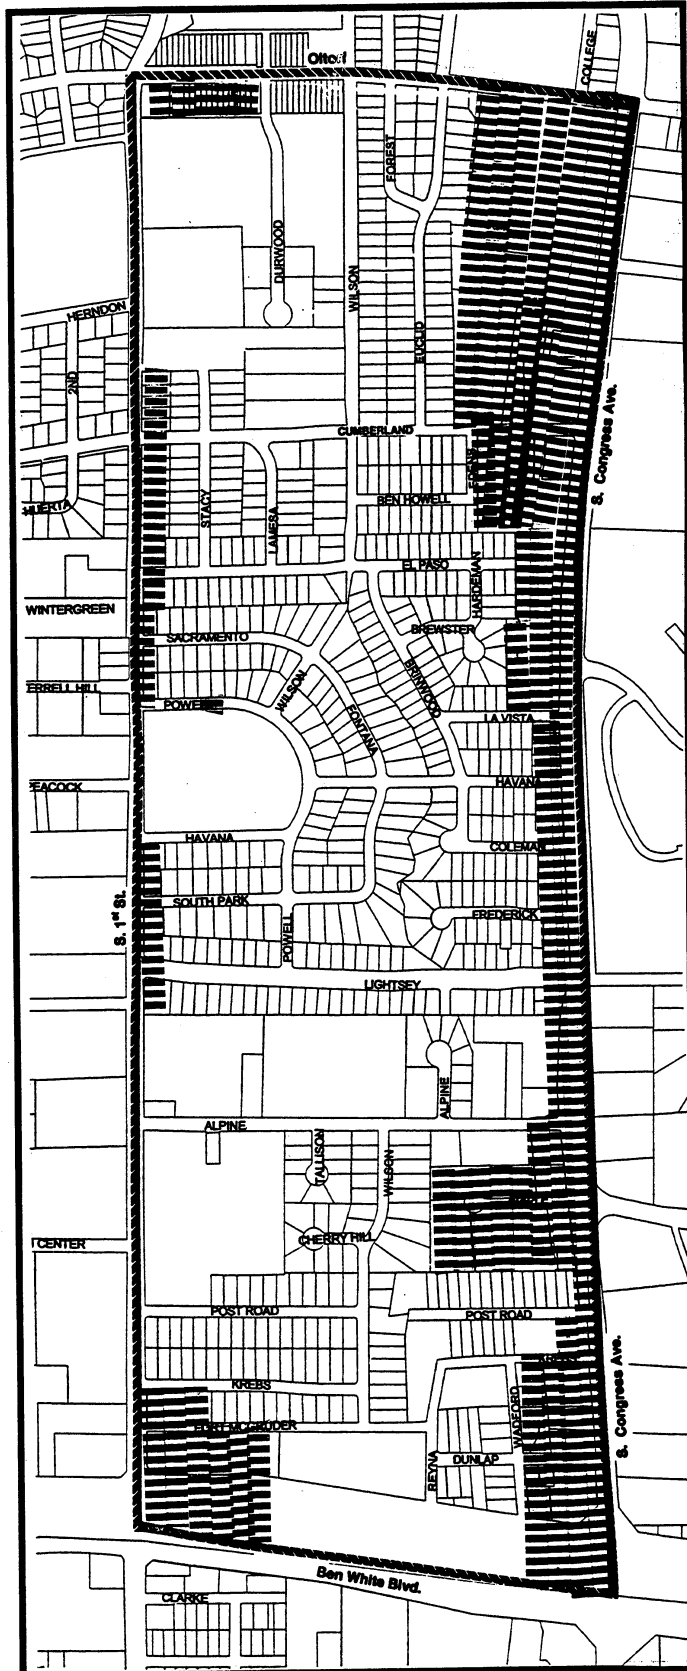 Oltorf
COLLEGE
FOREST
DURWOOD
WILSON
HERNDON
EUCLID
2ND
S. Congress Ave.
CUMBERLAND
STACY
LAMESA
BEN HOWELL
HUERTA
EL PASO
HARDEMAN
WINTERGREEN
SACRAMENTO
BREWSTER
ERRELL HILL
POWELL
WILSON
BRINWOOD
FONTANA
LA VISTA
PEACOCK
HAVANA
HAVANA
COLEMAN
S. 1st St.
SOUTH PARK
FREDERICK
POWELL
LIGHTSEY
ALPINE
ALPINE
TALLISON
WILSON
CENTER
CHERRY HILL
POST ROAD
POST ROAD
KREBS
KREBS
S. Congress Ave.
WADFORD
FORT MCGRUDER
REYNA
DUNLAP
Ben White Blvd.
CLARKE